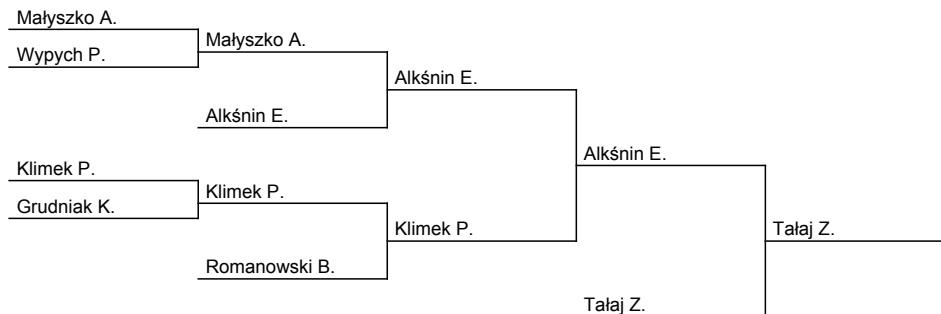 Małyszko A.
Wypych P.
Małyszko A.
Alkśnin E.
Alkśnin E.
Klimek P.
Grudniak K.
Klimek P.
Romanowski B.
Klimek P.
Alkśnin E.
Tałaj Z.
Tałaj Z.